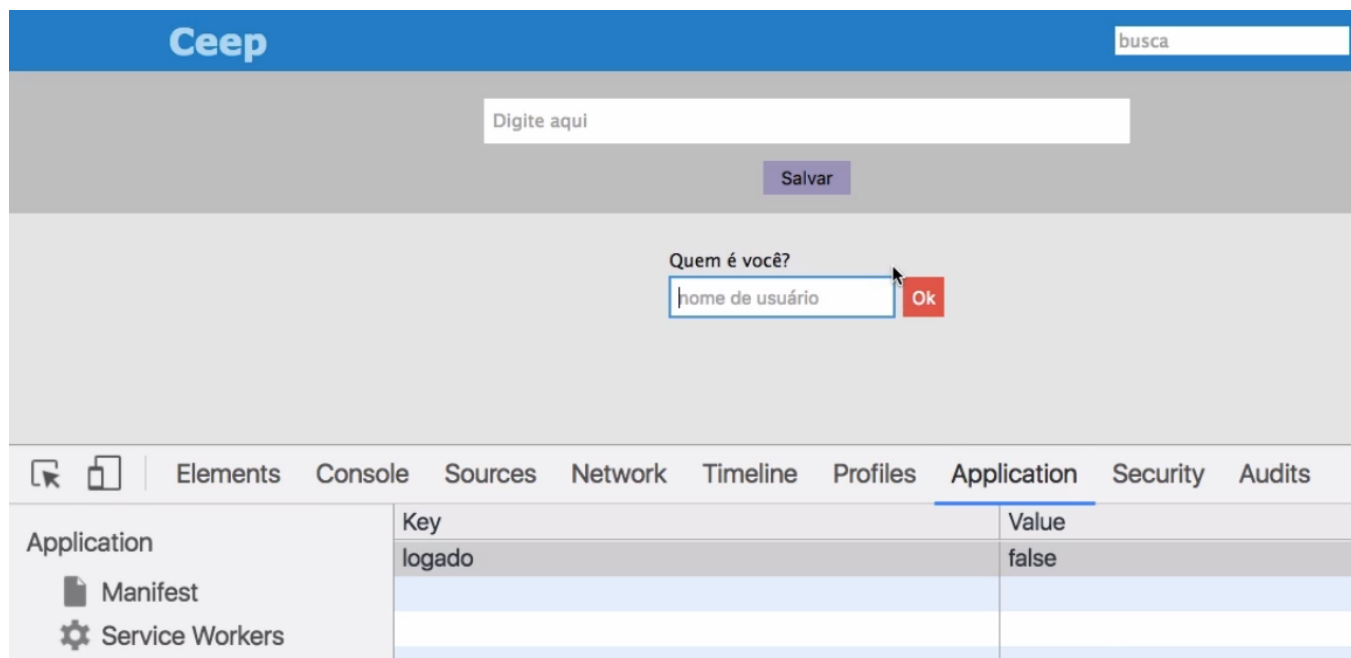 Ceep busca
Digite aqui
Salvar
Quem é você?
nome de usuário Ok
Elements Console Sources Network Timeline Profiles Application Security Audits
Application
Manifest
Service Workers
Key Value
logado false